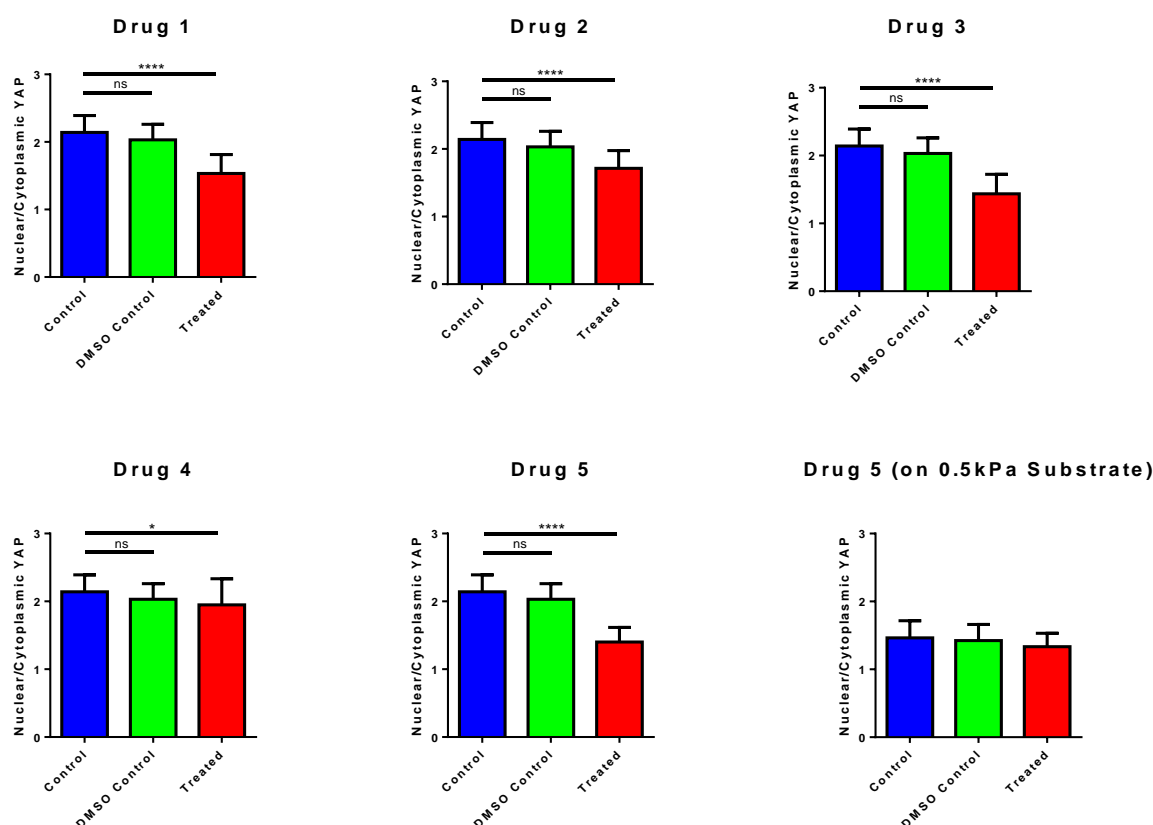 Drug 1
****
ns
Nuclear/Cytoplasmic YAP
3
2
1
0
Control
DMSO Control
Treated
Drug 2
****
ns
Nuclear/Cytoplasmic YAP
3
2
1
0
Control
DMSO Control
Treated
Drug 3
****
ns
Nuclear/Cytoplasmic YAP
3
2
1
0
Control
DMSO Control
Treated
Drug 4
*
ns
Nuclear/Cytoplasmic YAP
3
2
1
0
Control
DMSO Control
Treated
Drug 5
****
ns
Nuclear/Cytoplasmic YAP
3
2
1
0
Control
DMSO Control
Treated
Drug 5 (on 0.5kPa Substrate)
Nuclear/Cytoplasmic YAP
3
2
1
0
Control
DMSO Control
Treated